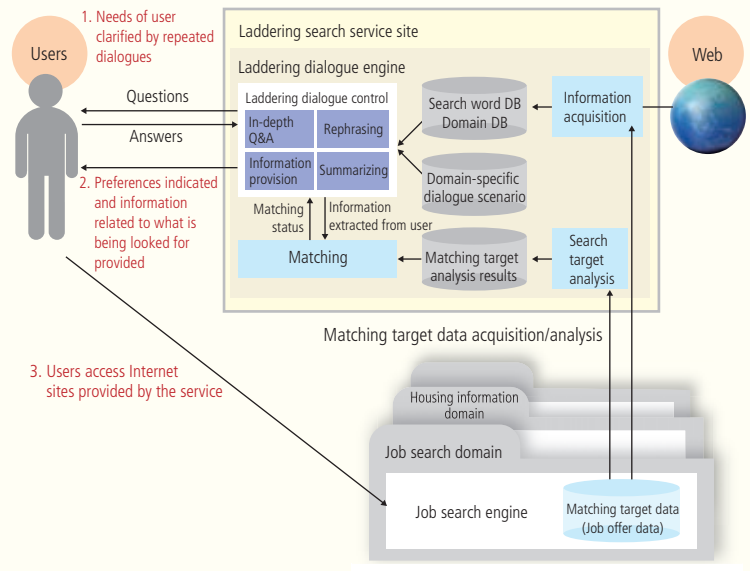 1. Needs of user
clarified by repeated
dialogues
Users
Laddering search service site
Web
Laddering dialogue engine
Questions
Answers
Laddering dialogue control
In-depth
Q&A
Rephrasing
Information
provision
Summarizing
Search word DB
Domain DB
Information
acquisition
Domain-specific
dialogue scenario
2. Preferences indicated
and information
related to what is
being looked for
provided
Matching
status
Information
extracted from user
Matching
Matching target
analysis results
Search
target
analysis
Matching target data acquisition/analysis
3. Users access Internet
sites provided by the service
Housing information
domain
Job search domain
Job search engine
Matching target data
(Job offer data)